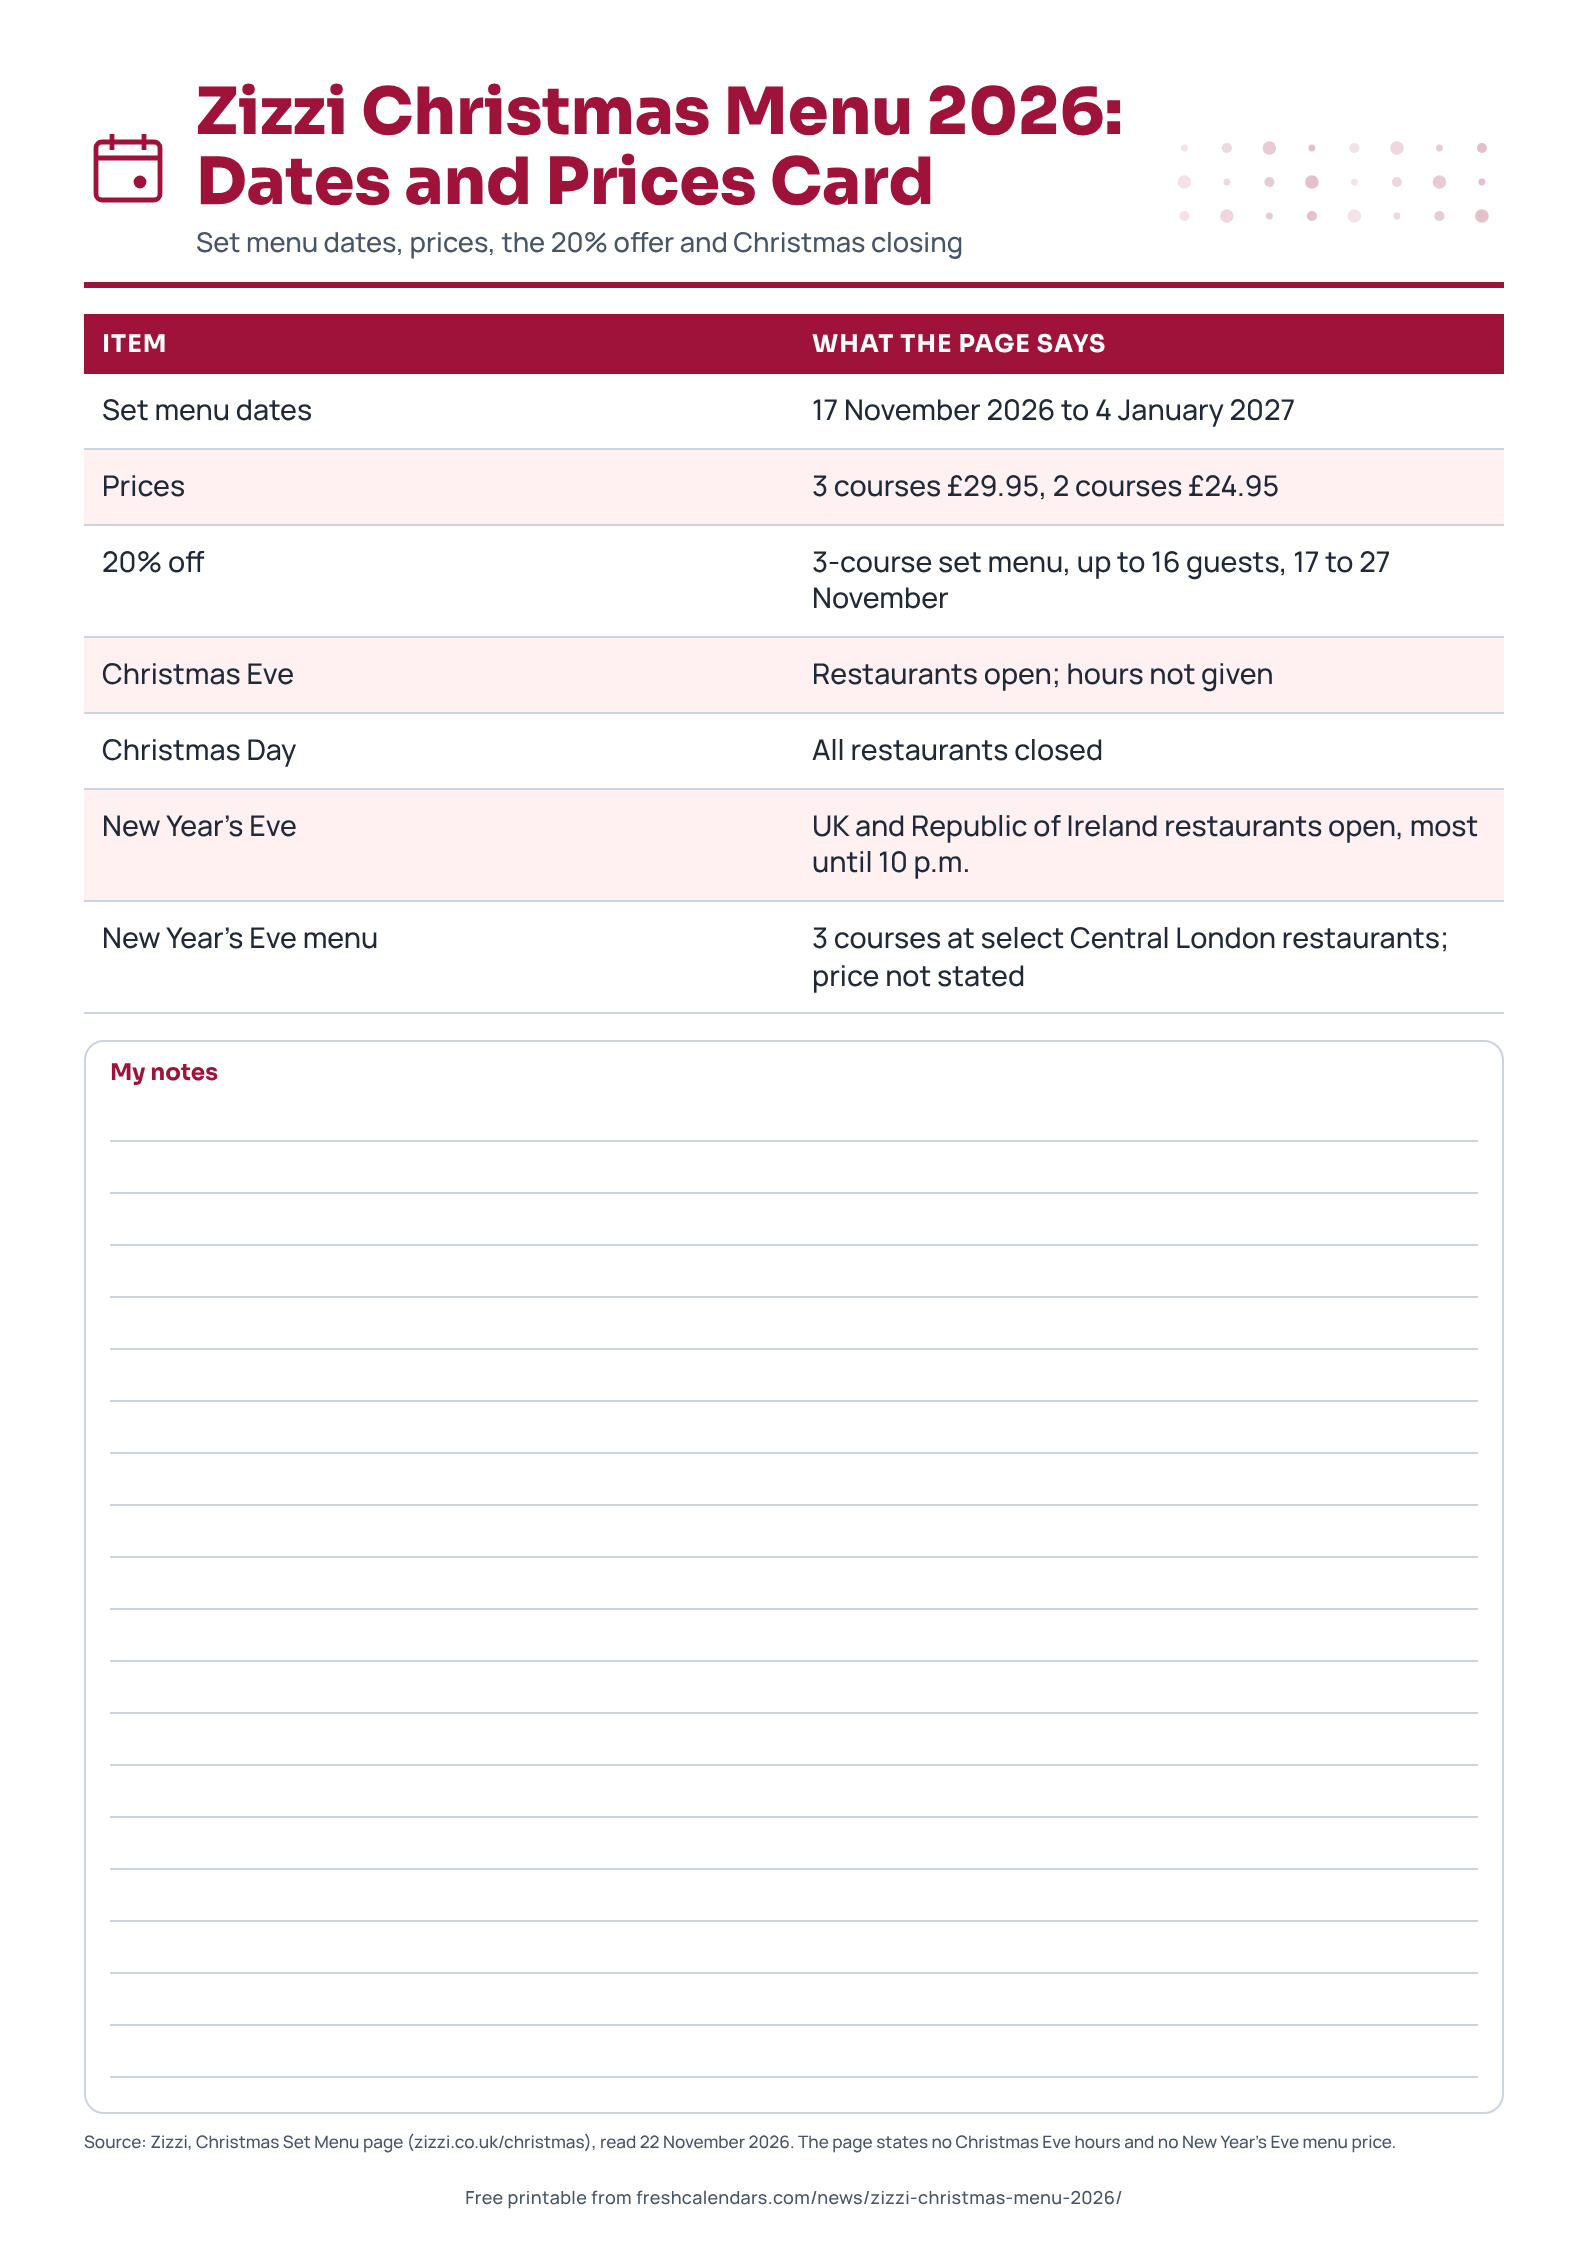 Zizzi Christmas Menu 2026:
Dates and Prices Card
Set menu dates, prices, the 20% offer and Christmas closing
ITEM
WHAT THE PAGE SAYS
Set menu dates
17 November 2026 to 4 January 2027
Prices
3 courses £29.95, 2 courses £24.95
20% off
3-course set menu, up to 16 guests, 17 to 27
November
Christmas Eve
Restaurants open; hours not given
Christmas Day
All restaurants closed
New Year’s Eve
UK and Republic of Ireland restaurants open, most
until 10 p.m.
New Year’s Eve menu
3 courses at select Central London restaurants;
price not stated
My notes
Source: Zizzi, Christmas Set Menu page (zizzi.co.uk/christmas), read 22 November 2026. The page states no Christmas Eve hours and no New Year’s Eve menu price.
Free printable from freshcalendars.com/news/zizzi-christmas-menu-2026/